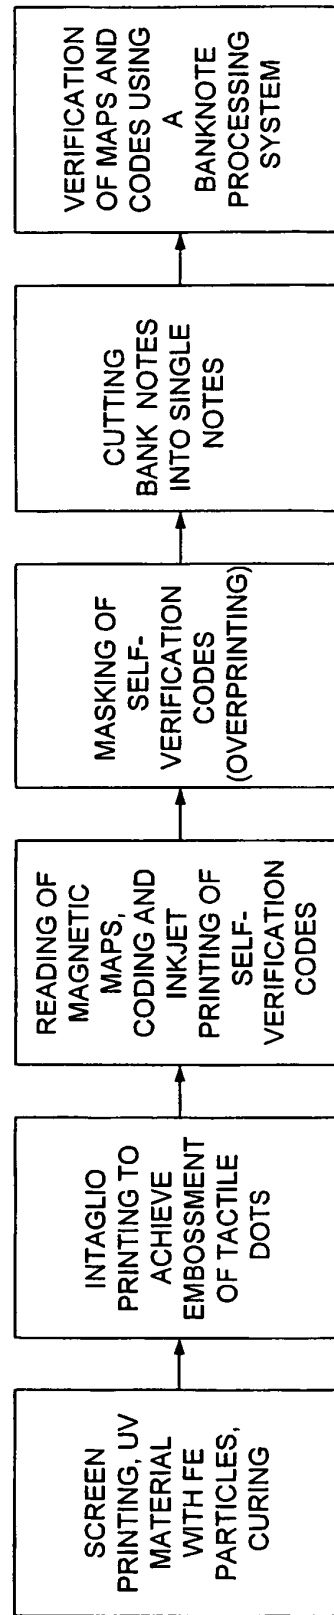 SCREEN
PRINTING, UV
MATERIAL
WITH FE
PARTICLES,
CURING
INTAGLIO
PRINTING TO
ACHIEVE
EMBOSSMENT
OF TACTILE
DOTS
READING OF
MAGNETIC
MAPS,
CODING AND
INKJET
PRINTING OF
SELF-
VERIFICATION
CODES
MASKING OF
SELF-
VERIFICATION
CODES
(OVERPRINTING)
CUTTING
BANK NOTES
INTO SINGLE
NOTES
VERIFICATION
OF MAPS AND
CODES USING
A
BANKNOTE
PROCESSING
SYSTEM